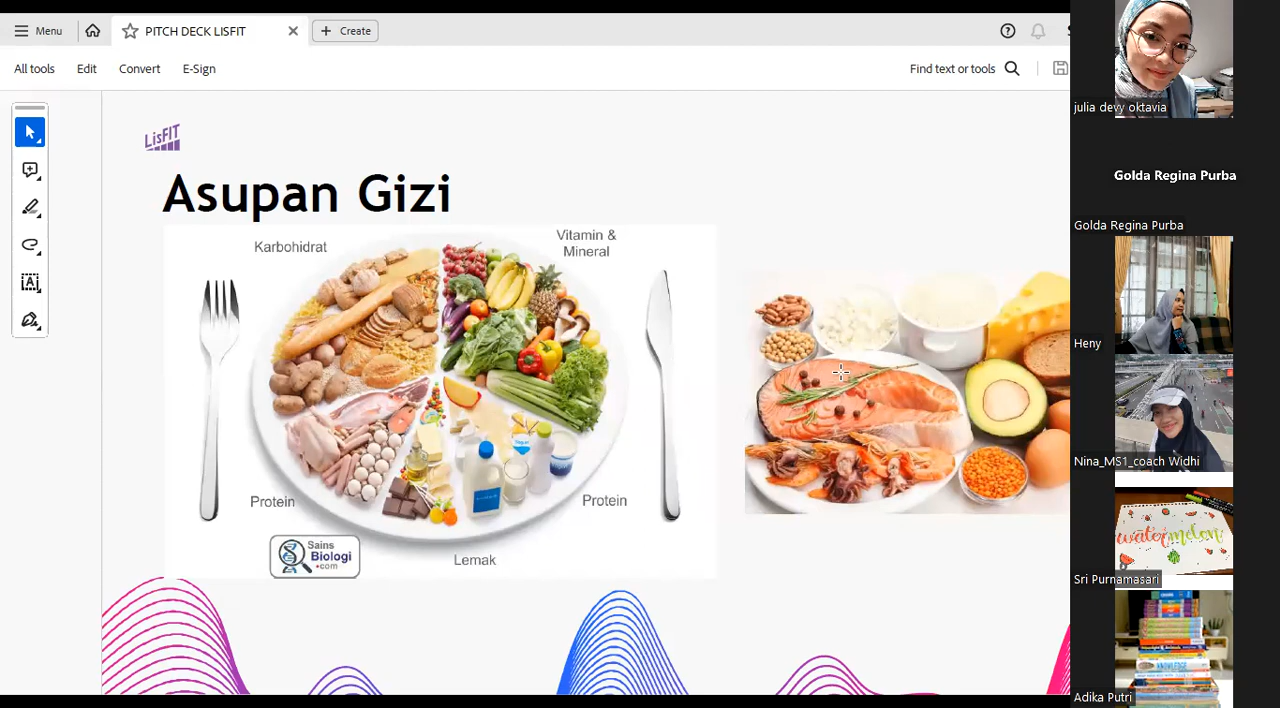 Menu
PITCH DECK LISFIT
Create
All tools
Edit
Convert
E-Sign
Find text or tools
LisFIT
Asupan Gizi
Karbohidrat
Vitamin &
Mineral
Protein
Protein
Lemak
Sains
Biologi
.com
julia devy oktavia
Golda Regina Purba
Golda Regina Purba
Heny
Nina_MS1_coach Widhi
watermelon
Sri Purnamasari
KNOWLEDGE
Adika Putri